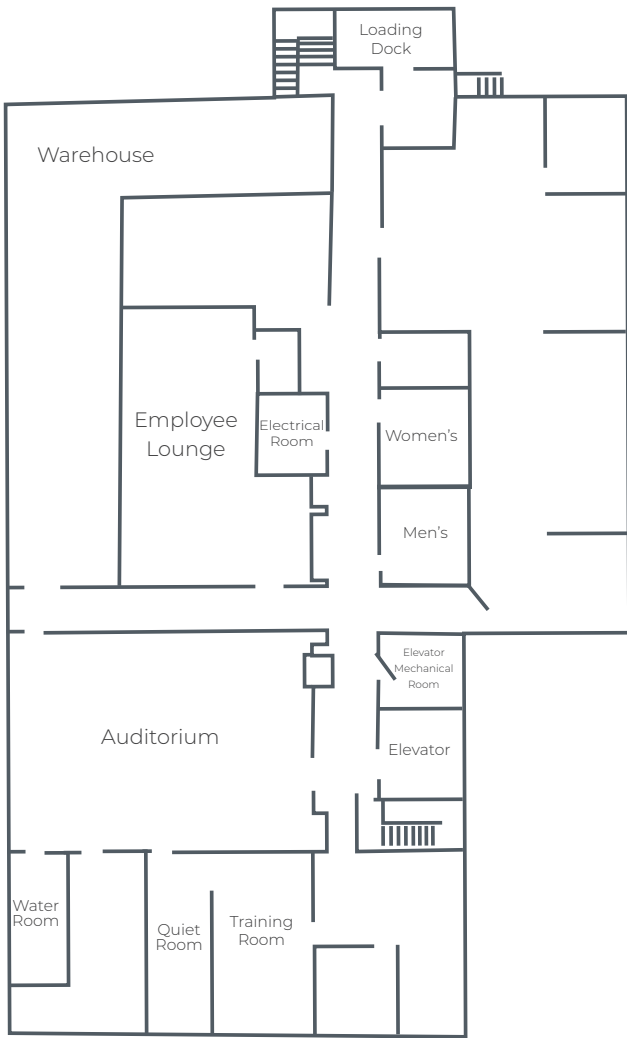 Loading
Dock
Warehouse
Employee
Lounge
Electrical
Room
Women's
Men's
Elevator
Mechanical
Room
Auditorium
Elevator
Water
Room
Quiet
Room
Training
Room